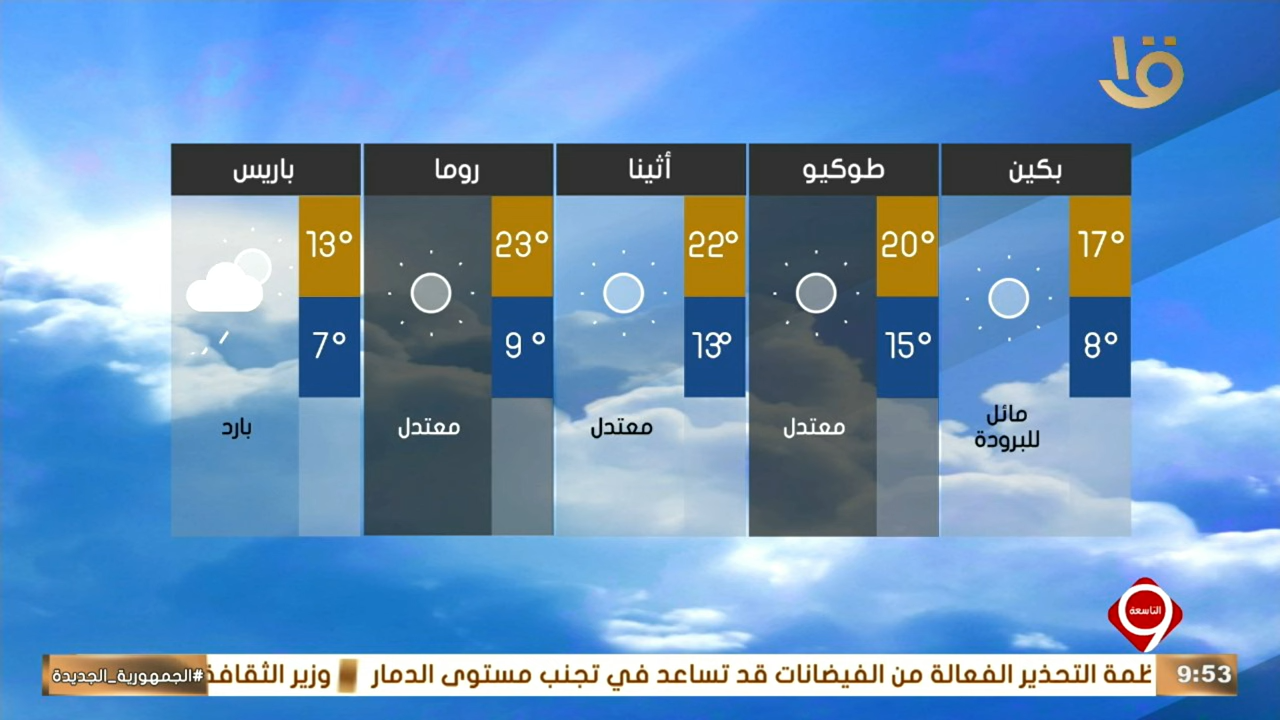 بكين
17°
8°
مائل
للبرودة
طوكيو
20°
15°
معتدل
أثينا
22°
13°
معتدل
روما
23°
9 °
معتدل
باريس
13°
7°
بارد
التاسعة
9
9:53
ظمة التحذير الفعالة من الفيضانات قد تساعد في تجنب مستوى الدمار
وزير الثقافة
#الجمهورية_الجديدة